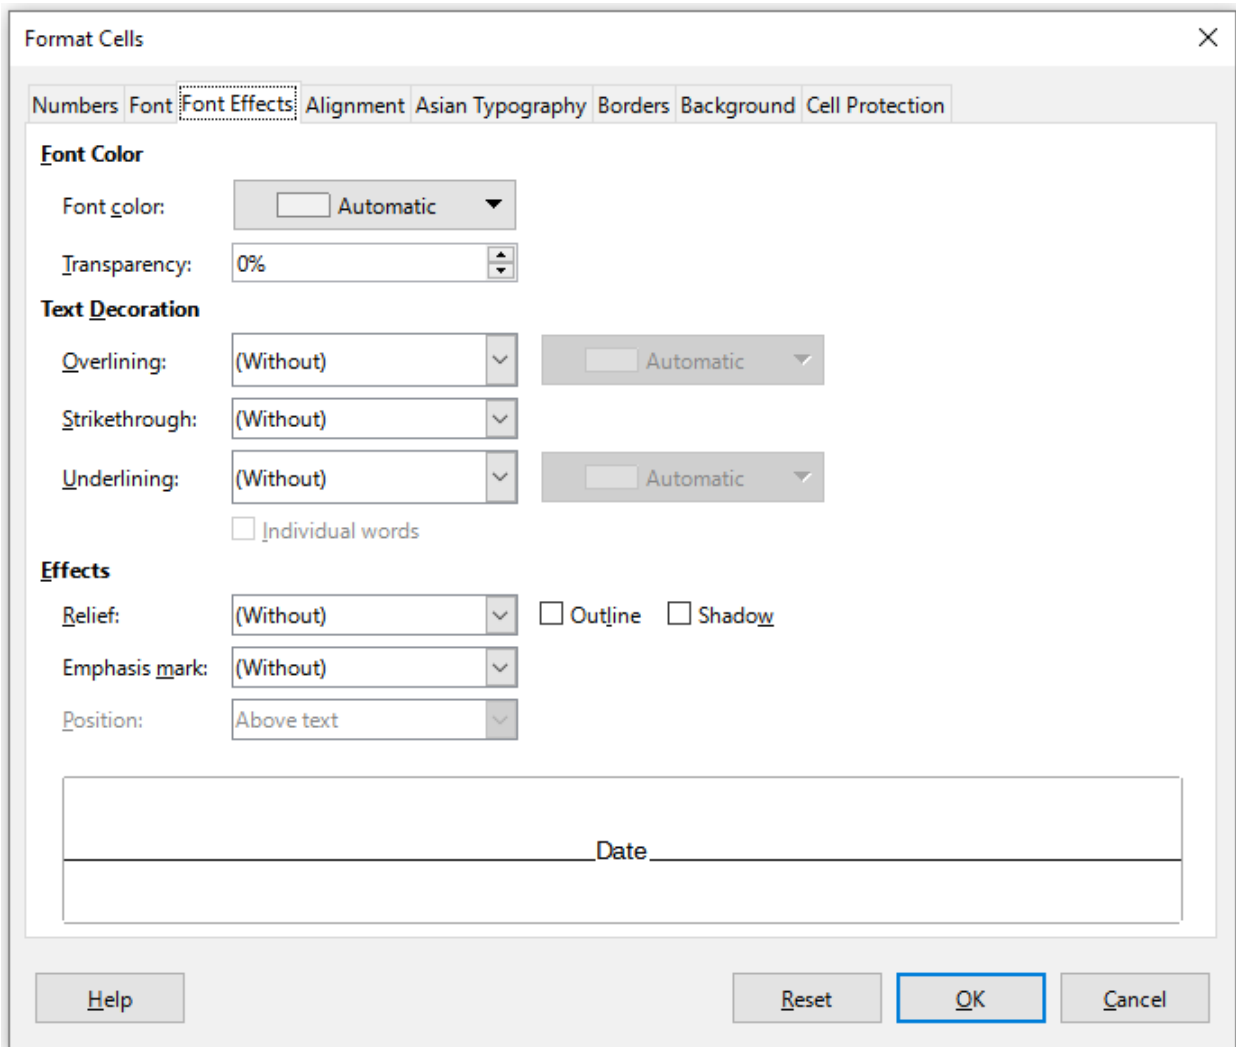 Format Cells
Numbers Font Font Effects Alignment Asian Typography Borders Background Cell Protection
Font Color
Font color: Automatic
Transparency: 0%
Text Decoration
Overlining: (Without) Automatic
Strikethrough: (Without)
Underlining: (Without) Automatic
Individual words
Effects
Relief: (Without) Outline Shadow
Emphasis mark: (Without)
Position: Above text
Date
Help Reset OK Cancel